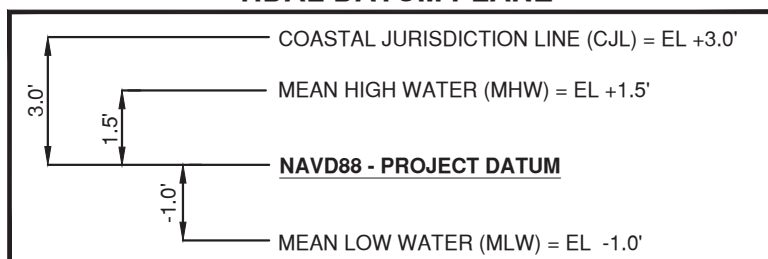 TIDAL DATUM PLANE
COASTAL JURISDICTION LINE (CJL) = EL +3.0'
3.0'
MEAN HIGH WATER (MHW) = EL +1.5'
1.5'
NAVD88 - PROJECT DATUM
-1.0'
MEAN LOW WATER (MLW) = EL -1.0'